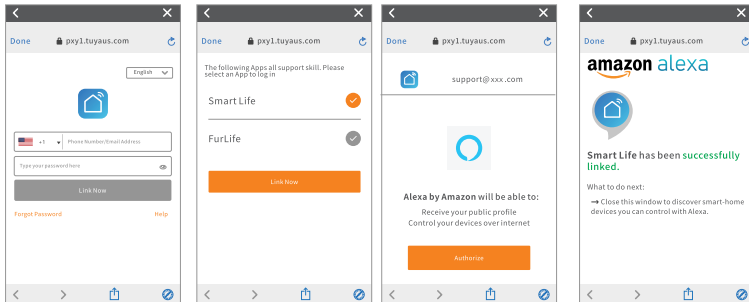 Done pxy1.tuyaus.com
English
+1 Phone Number/Email Address
Type your password here
Link Now
Forgot Password Help
Done pxy1.tuyaus.com
The following Apps all support skill. Please
select an App to log in
Smart Life
FurLife
Link Now
Done pxy1.tuyaus.com
support@xxx.com
Alexa by Amazon will be able to:
Receive your public profile
Control your devices over internet
Authorize
Done pxy1.tuyaus.com
amazon alexa
Smart Life has been successfully
linked.
What to do next:
→ Close this window to discover smart-home
devices you can control with Alexa.